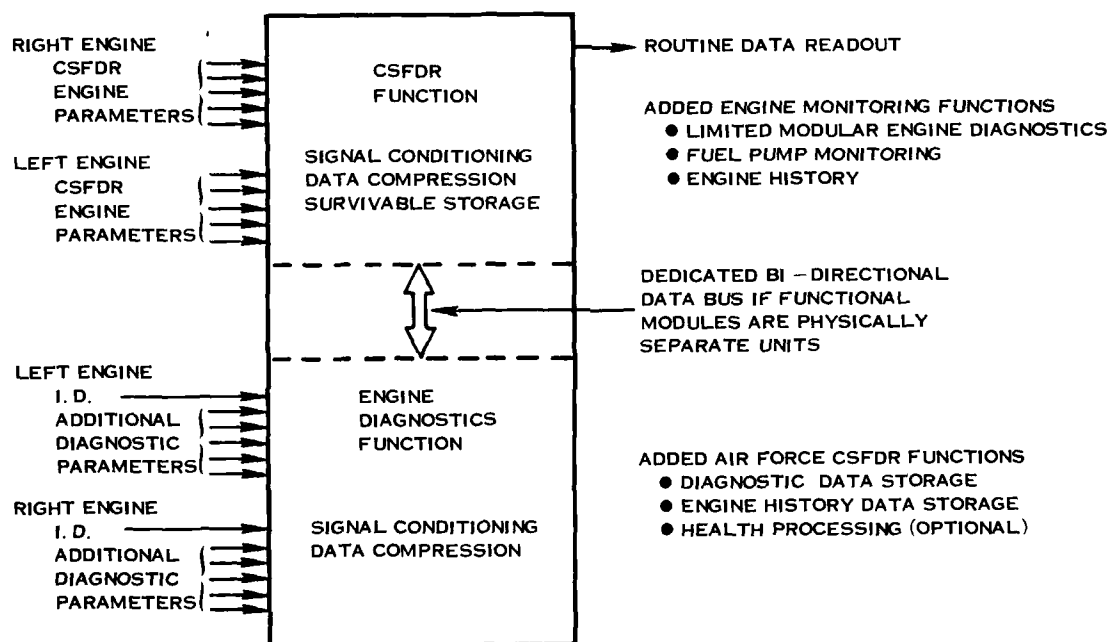 RIGHT ENGINE
CSFDR
ENGINE
PARAMETERS
LEFT ENGINE
CSFDR
ENGINE
PARAMETERS
LEFT ENGINE
I.D.
ADDITIONAL
DIAGNOSTIC
PARAMETERS
RIGHT ENGINE
I.D.
ADDITIONAL
DIAGNOSTIC
PARAMETERS
CSFDR
FUNCTION
SIGNAL CONDITIONING
DATA COMPRESSION
SURVIVABLE STORAGE
ENGINE
DIAGNOSTICS
FUNCTION
SIGNAL CONDITIONING
DATA COMPRESSION
ROUTINE DATA READOUT
ADDED ENGINE MONITORING FUNCTIONS
● LIMITED MODULAR ENGINE DIAGNOSTICS
● FUEL PUMP MONITORING
● ENGINE HISTORY
DEDICATED BI – DIRECTIONAL
DATA BUS IF FUNCTIONAL
MODULES ARE PHYSICALLY
SEPARATE UNITS
ADDED AIR FORCE CSFDR FUNCTIONS
● DIAGNOSTIC DATA STORAGE
● ENGINE HISTORY DATA STORAGE
● HEALTH PROCESSING (OPTIONAL)